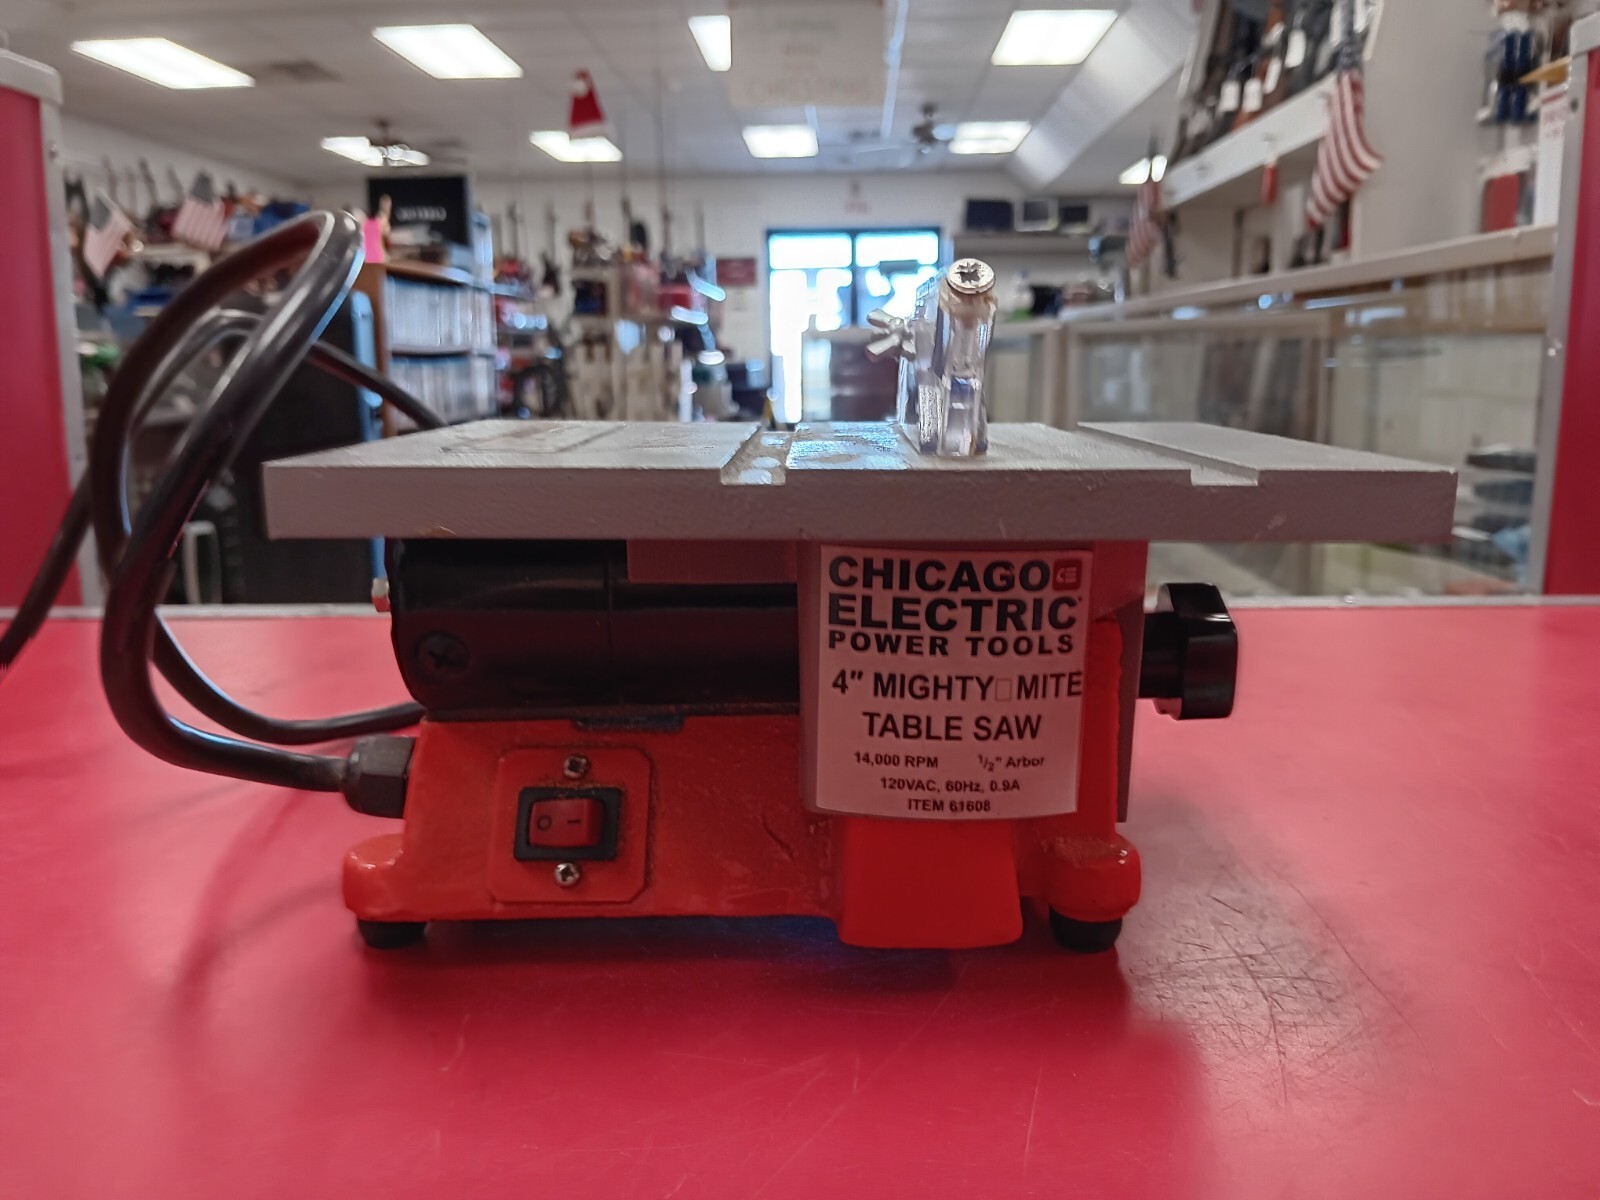 CHICAGO CE
ELECTRIC
POWER TOOLS
4" MIGHTY□MITE
TABLE SAW
14,000 RPM 1/2" Arbor
120VAC, 60Hz, 0.9A
ITEM 61608
O –